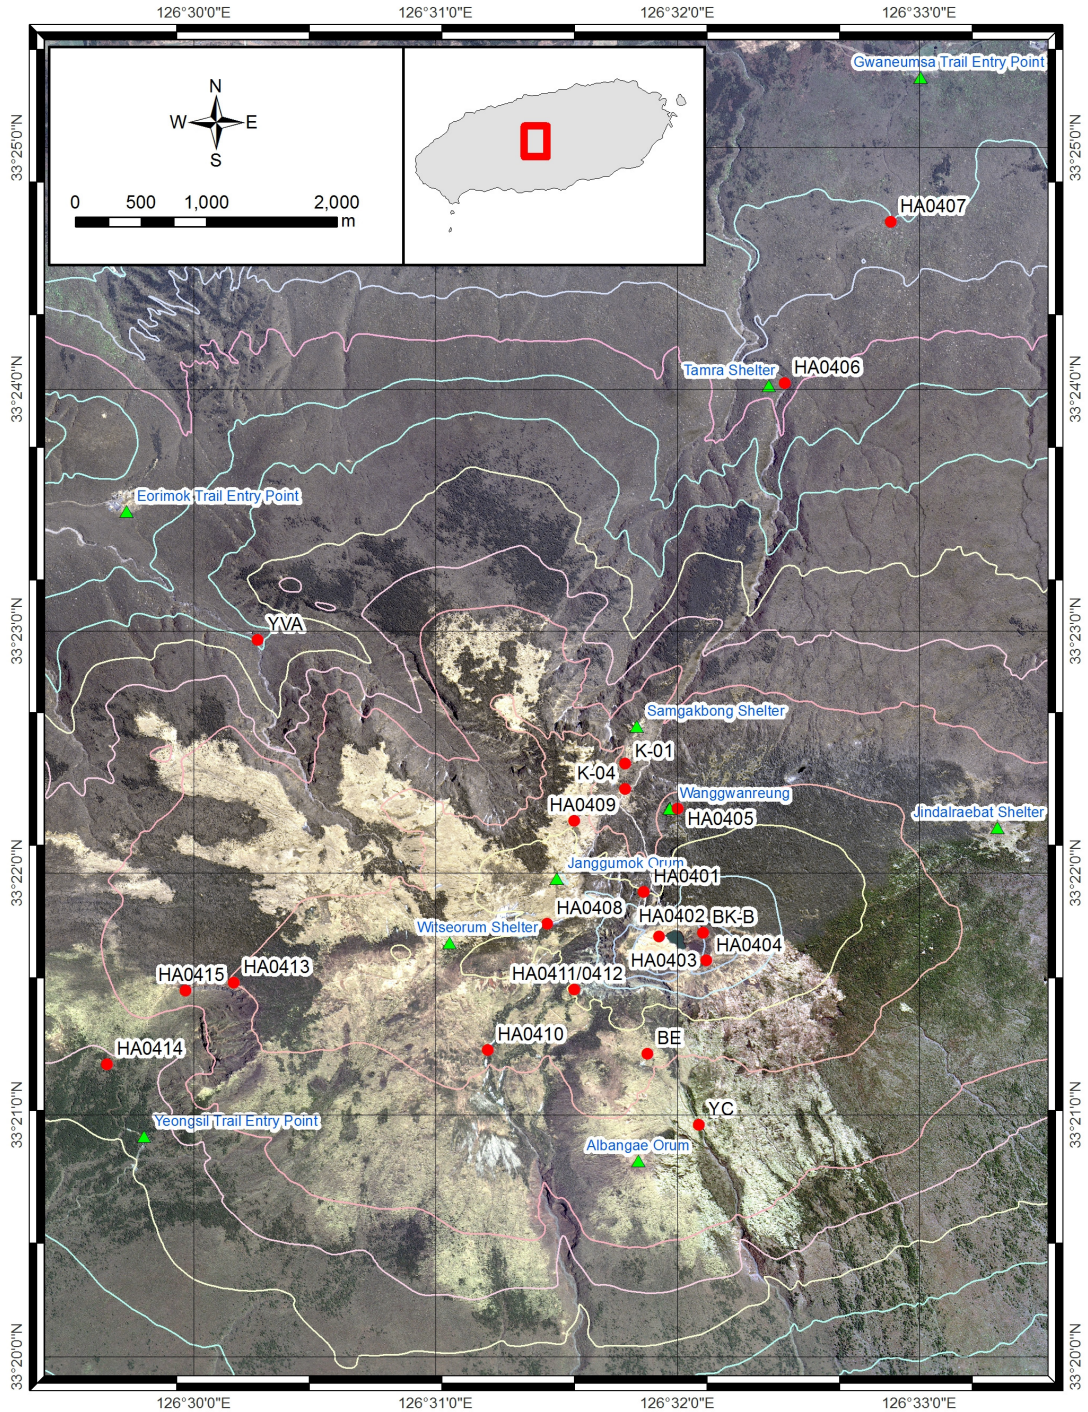 126°30'0"E 126°31'0"E 126°32'0"E 126°33'0"E
Gwaneumsa Trail Entry Point
N
W E
S
0 500 1,000 2,000
m
33°25'0"N 33°25'0"N
HA0407
Tamra Shelter HA0406
33°24'0"N 33°24'0"N
Eorimok Trail Entry Point
YVA
33°23'0"N 33°23'0"N
Samgakbong Shelter
K-01
K-04
Wanggwanreung
HA0409
HA0405
Jindalraebat Shelter
33°22'0"N 33°22'0"N
Janggumok Orum
HA0401
HA0408
HA0402 BK-B
Witseorum Shelter
HA0404
HA0403
HA0413
HA0415
HA0411/0412
HA0410
BE
HA0414
YC
33°21'0"N 33°21'0"N
Yeongsil Trail Entry Point
Albangae Orum
33°20'0"N 33°20'0"N
126°30'0"E 126°31'0"E 126°32'0"E 126°33'0"E